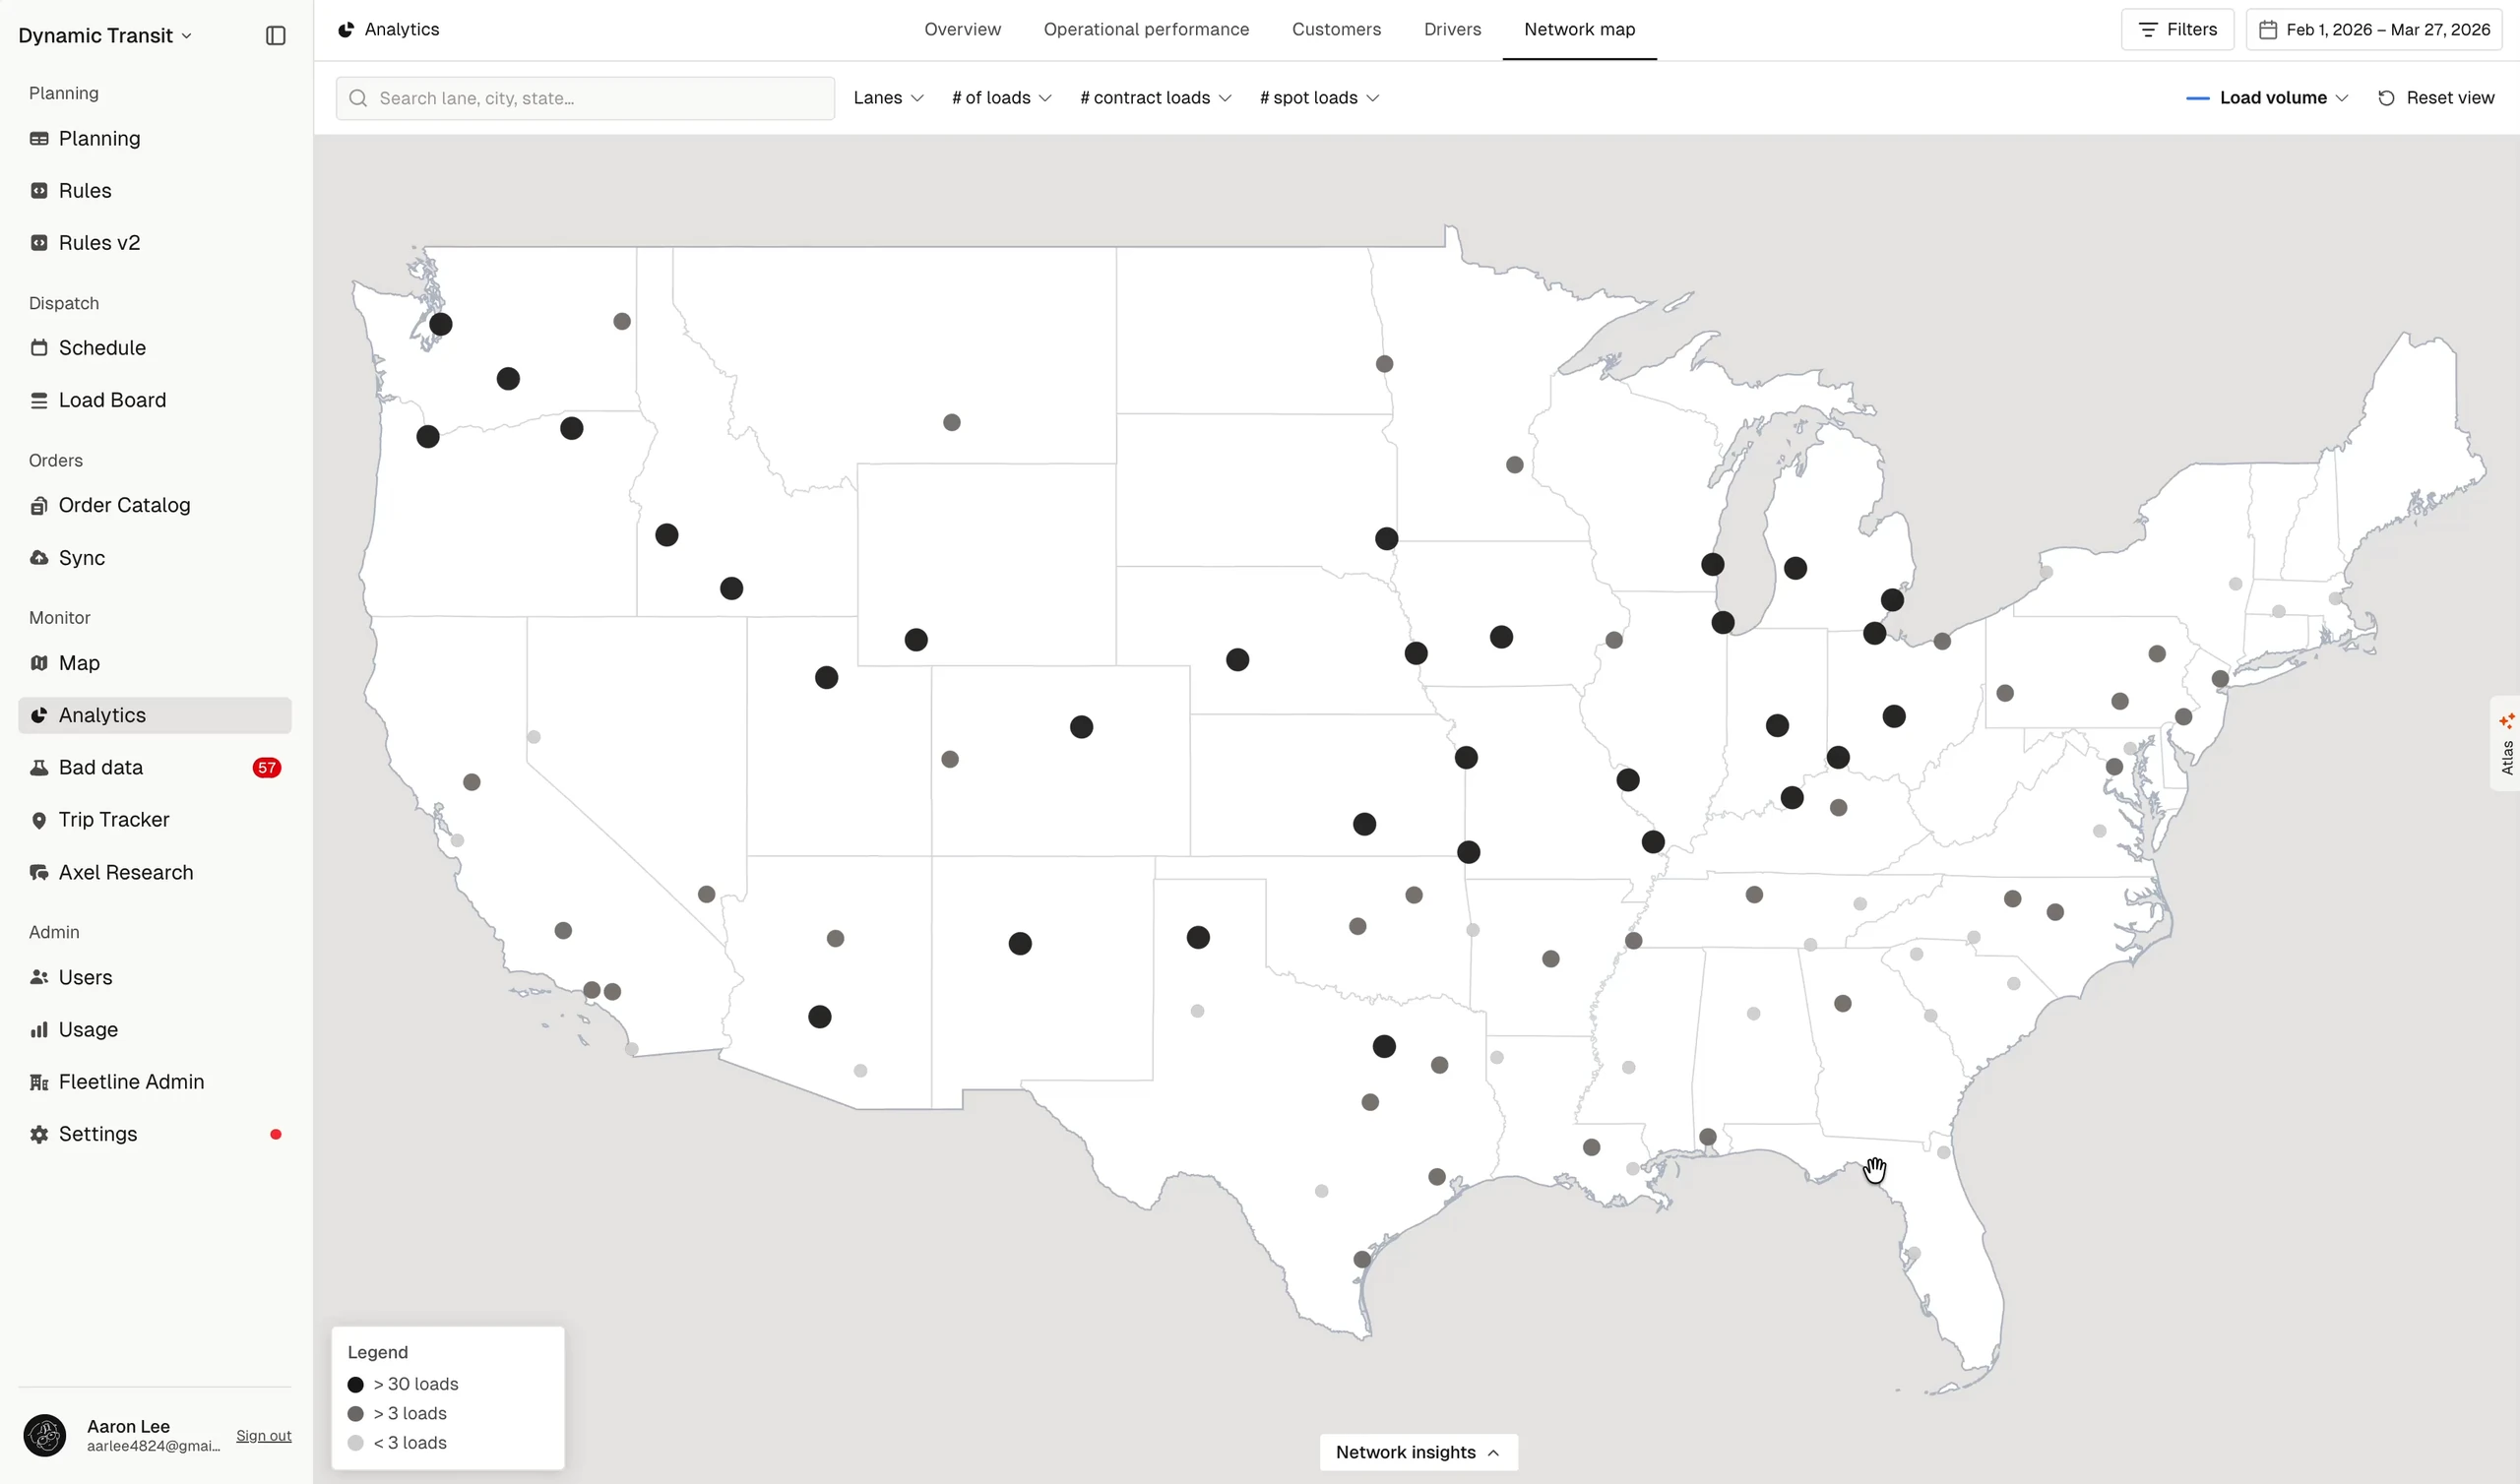 Dynamic Transit
Planning
Planning
Rules
Rules v2
Dispatch
Schedule
Load Board
Orders
Order Catalog
Sync
Monitor
Map
Analytics
Bad data
57
Trip Tracker
Axel Research
Admin
Users
Usage
Fleetline Admin
Settings
Aaron Lee
aarlee4824@gmai...
Sign out
Analytics
Overview
Operational performance
Customers
Drivers
Network map
Filters
Feb 1, 2026 – Mar 27, 2026
Search lane, city, state...
Lanes
# of loads
# contract loads
# spot loads
Load volume
Reset view
Atlas
Legend
> 30 loads
> 3 loads
< 3 loads
Network insights